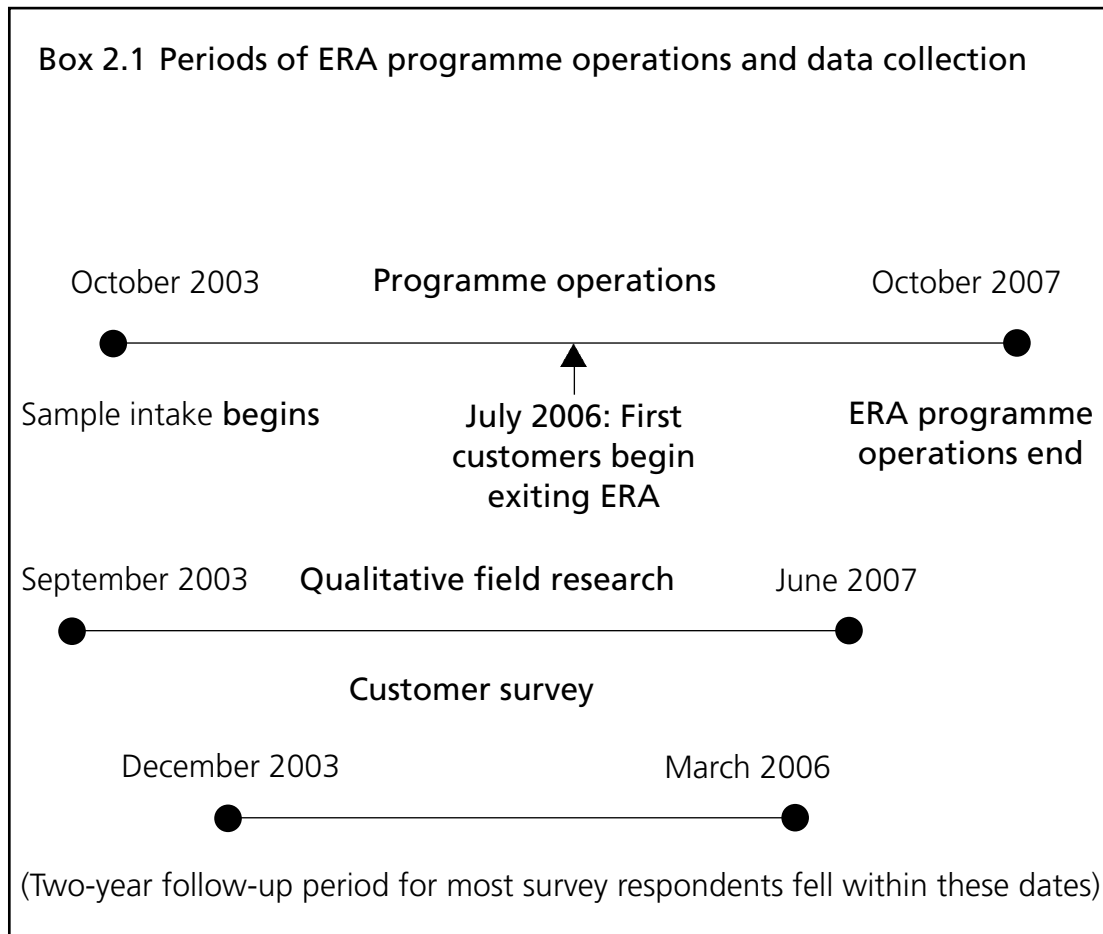 Box 2.1 Periods of ERA programme operations and data collection
October 2003 Programme operations October 2007
Sample intake begins
July 2006: First
customers begin
exiting ERA
ERA programme
operations end
September 2003 Qualitative field research June 2007
Customer survey
December 2003 March 2006
(Two-year follow-up period for most survey respondents fell within these dates)